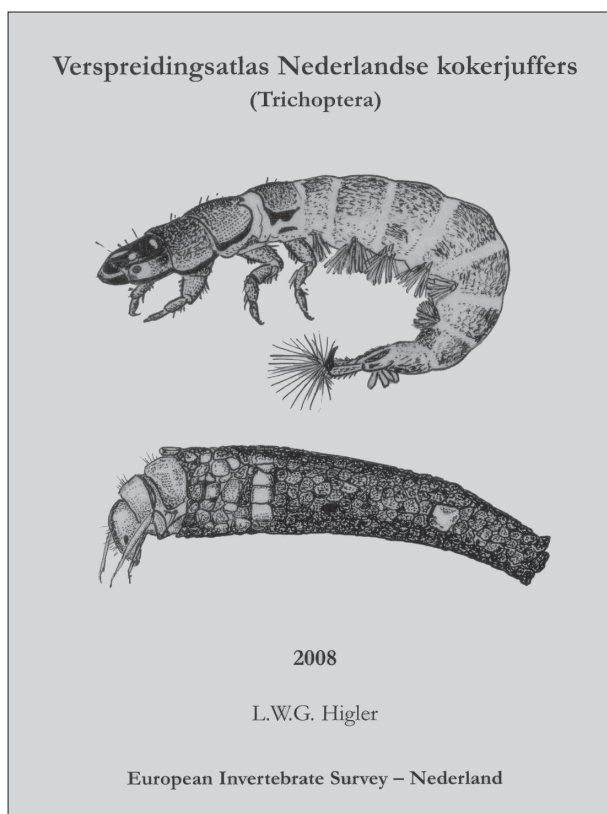 Verspreidingsatlas Nederlandse kokerjuffers
(Trichoptera)
2008
L.W.G. Higler
European Invertebrate Survey – Nederland